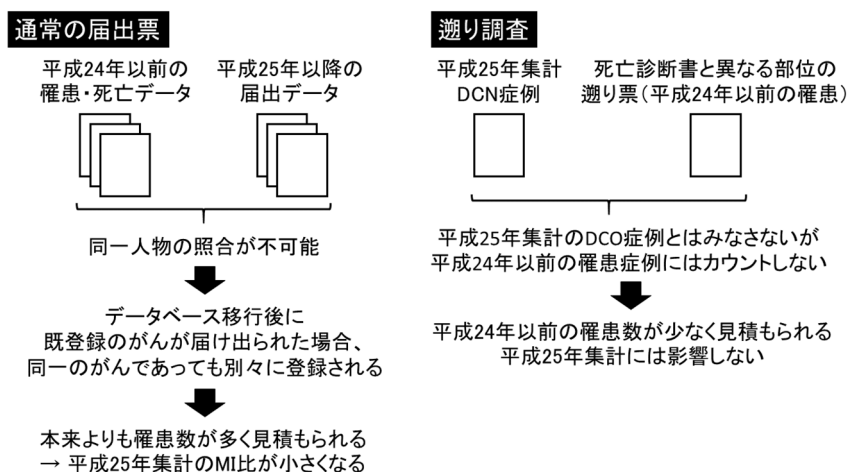 通常の届出票
平成24年以前の
罹患・死亡データ
平成25年以降の
届出データ
同一人物の照合が不可能
データベース移行後に
既登録のがんが届け出られた場合、
同一のがんであっても別々に登録される
本来よりも罹患数が多く見積もられる
→ 平成25年集計のMI比が小さくなる
遡り調査
平成25年集計
DCN症例
死亡診断書と異なる部位の
遡り票(平成24年以前の罹患)
平成25年集計のDCO症例とはみなさないが
平成24年以前の罹患症例にはカウントしない
平成24年以前の罹患数が少なく見積もられる
平成25年集計には影響しない